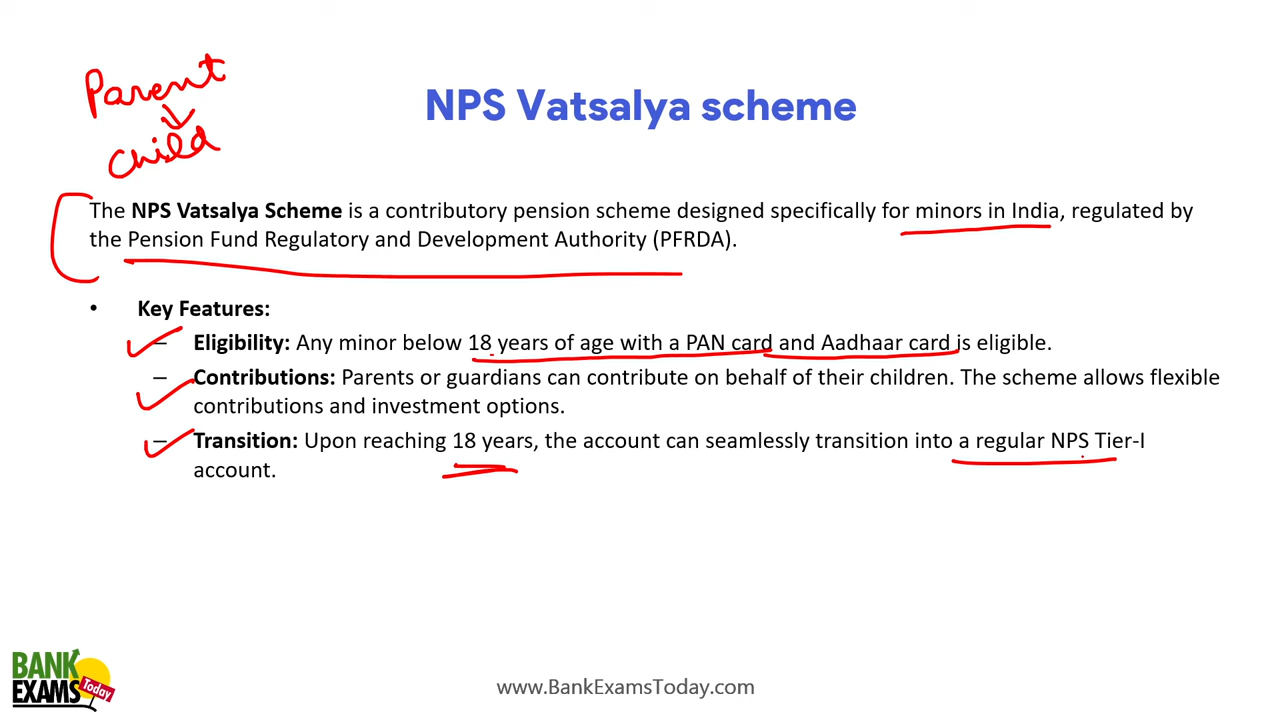 Parent
Child
NPS Vatsalya scheme
The NPS Vatsalya Scheme is a contributory pension scheme designed specifically for minors in India, regulated by
the Pension Fund Regulatory and Development Authority (PFRDA).
• Key Features:
– Eligibility: Any minor below 18 years of age with a PAN card and Aadhaar card is eligible.
– Contributions: Parents or guardians can contribute on behalf of their children. The scheme allows flexible
contributions and investment options.
– Transition: Upon reaching 18 years, the account can seamlessly transition into a regular NPS Tier-I
account.
BANK
EXAMS
Today
www.BankExamsToday.com